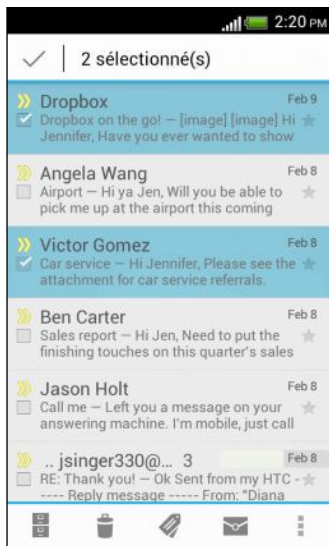 2:20 PM
2 sélectionné(s)
Dropbox Feb 9
Dropbox on the go! – [image] [image] Hi
Jennifer, Have you ever wanted to show
Angela Wang Feb 8
Airport – Hi ya Jen, Will you be able to
pick me up at the airport this coming
Victor Gomez Feb 8
Car service – Hi Jennifer, Please see the
attachment for car service referrals.
Ben Carter Feb 8
Sales report – Hi Jen, Need to put the
finishing touches on this quarter's sales
Jason Holt Feb 8
Call me – Left you a message on your
answering machine. I'm mobile, just call
.. jsinger330@... 3 Feb 8
RE: Thank you! – Ok Sent from my HTC -
---- Reply message ----- From: "Diana